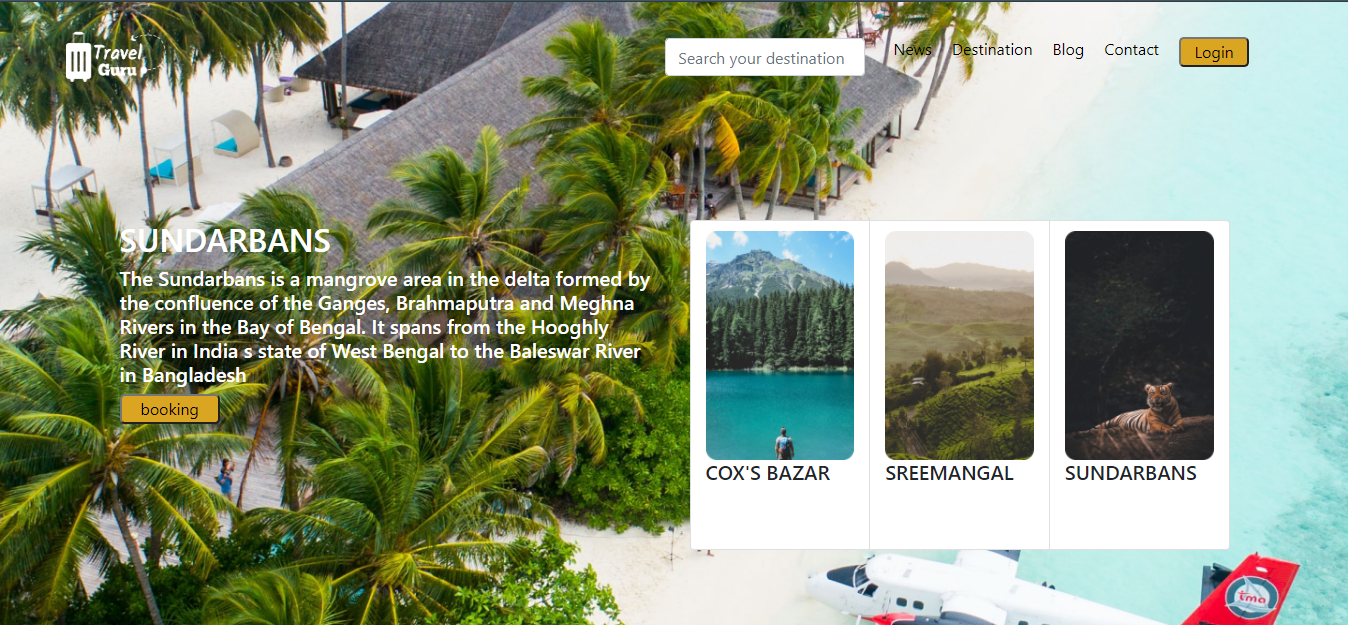 Travel
Guru
Search your destination
News
Destination
Blog
Contact
Login
SUNDARBANS
The Sundarbans is a mangrove area in the delta formed by
the confluence of the Ganges, Brahmaputra and Meghna
Rivers in the Bay of Bengal. It spans from the Hooghly
River in India s state of West Bengal to the Baleswar River
in Bangladesh
booking
COX'S BAZAR
SREEMANGAL
SUNDARBANS
tma